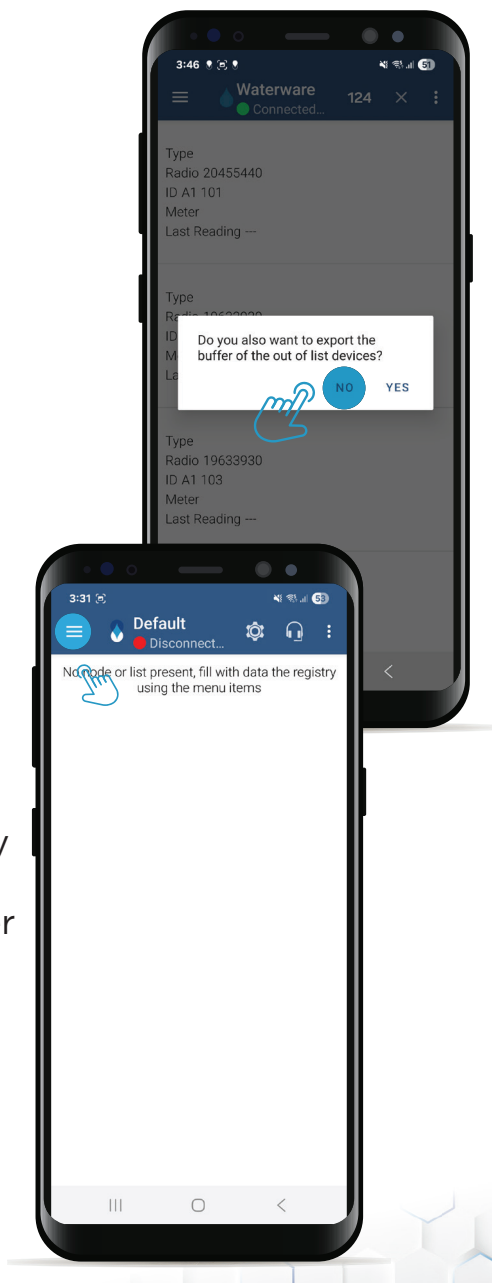 3:46
51
Waterware
124
Connected...
Type
Radio 20455440
ID A1 101
Meter
Last Reading ---
Type
Do you also want to export the
buffer of the out of list devices?
NO YES
Type
Radio 19633930
ID A1 103
Meter
Last Reading ---
3:31
53
Default
Disconnect...
No node or list present, fill with data the registry
using the menu items